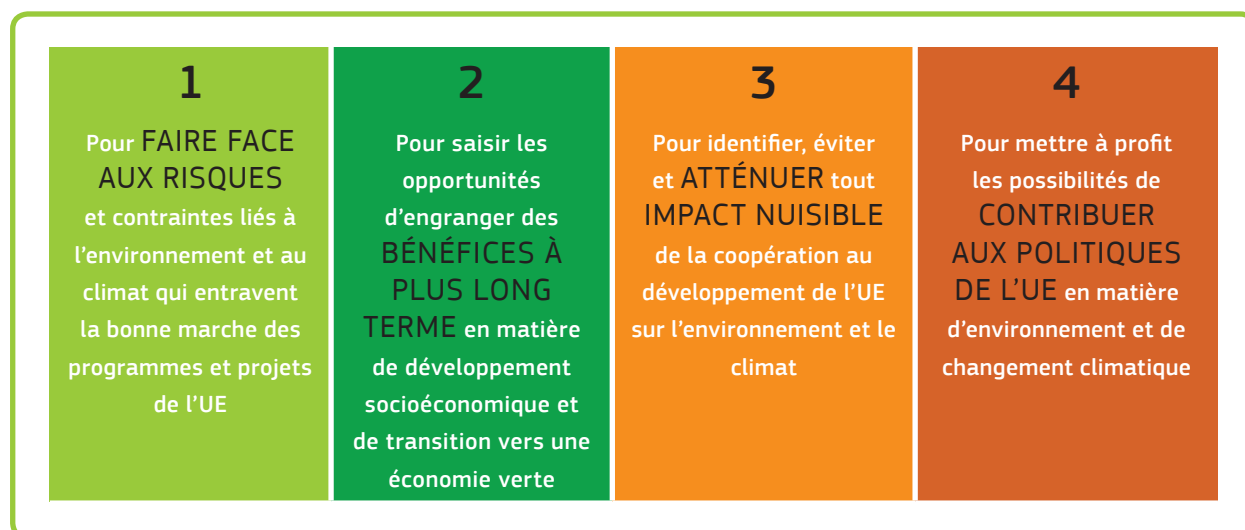 1
Pour FAIRE FACE
AUX RISQUES
et contraintes liés à
l’environnement et au
climat qui entravent
la bonne marche des
programmes et projets
de l’UE
2
Pour saisir les
opportunités
d’engranger des
BÉNÉFICES À
PLUS LONG
TERME en matière
de développement
socioéconomique et
de transition vers une
économie verte
3
Pour identifier, éviter
et ATTÉNUER tout
IMPACT NUISIBLE
de la coopération au
développement de l’UE
sur l’environnement et le
climat
4
Pour mettre à profit
les possibilités de
CONTRIBUER
AUX POLITIQUES
DE L’UE en matière
d’environnement et de
changement climatique